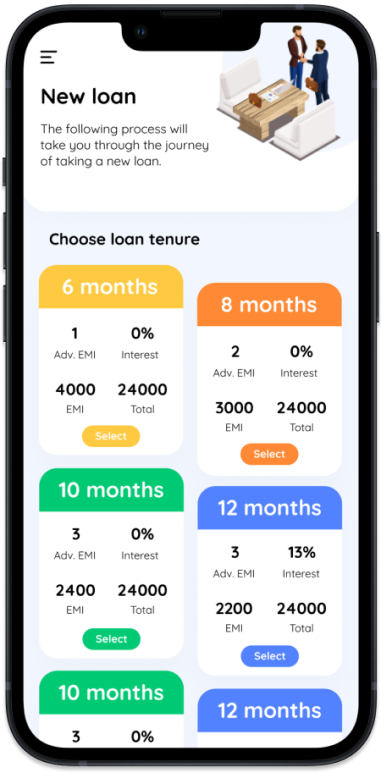 New loan
The following process will
take you through the journey
of taking a new loan.
Choose loan tenure
6 months
1 0%
Adv. EMI Interest
4000 24000
EMI Total
Select
8 months
2 0%
Adv. EMI Interest
3000 24000
EMI Total
Select
10 months
3 0%
Adv. EMI Interest
2400 24000
EMI Total
Select
12 months
3 13%
Adv. EMI Interest
2200 24000
EMI Total
Select
10 months
3 0%
12 months